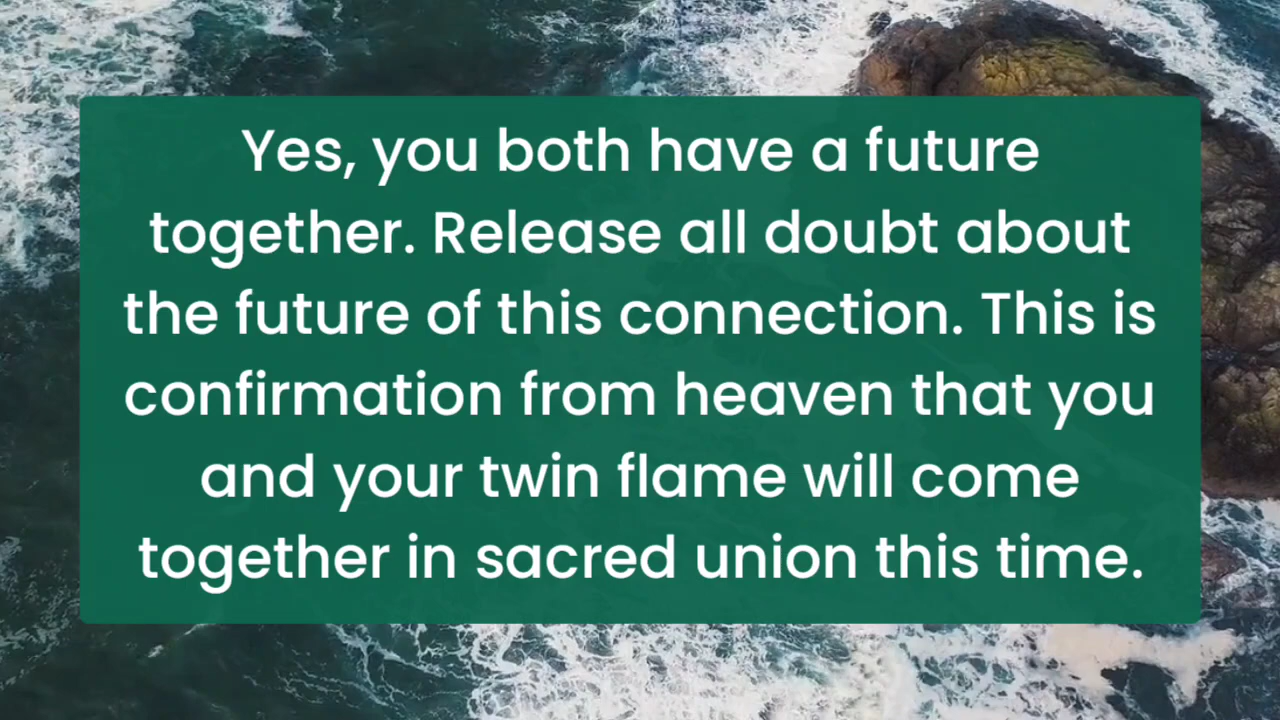 Yes, you both have a future
together. Release all doubt about
the future of this connection. This is
confirmation from heaven that you
and your twin flame will come
together in sacred union this time.